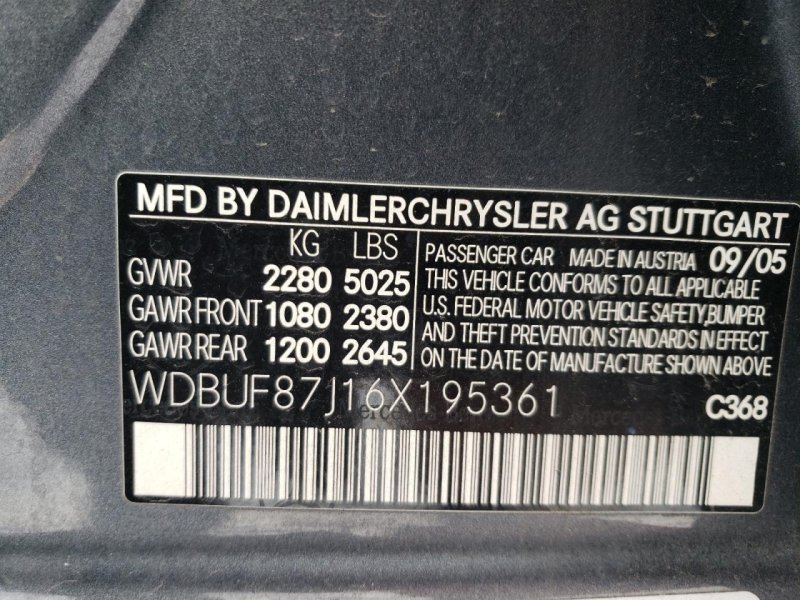 MFD BY DAIMLERCHRYSLER AG STUTTGART
KG LBS
GVWR 2280 5025
GAWR FRONT 1080 2380
GAWR REAR 1200 2645
PASSENGER CAR MADE IN AUSTRIA 09/05
THIS VEHICLE CONFORMS TO ALL APPLICABLE
U.S. FEDERAL MOTOR VEHICLE SAFETY,BUMPER
AND THEFT PREVENTION STANDARDS IN EFFECT
ON THE DATE OF MANUFACTURE SHOWN ABOVE
WDBUF87J16X195361
C368